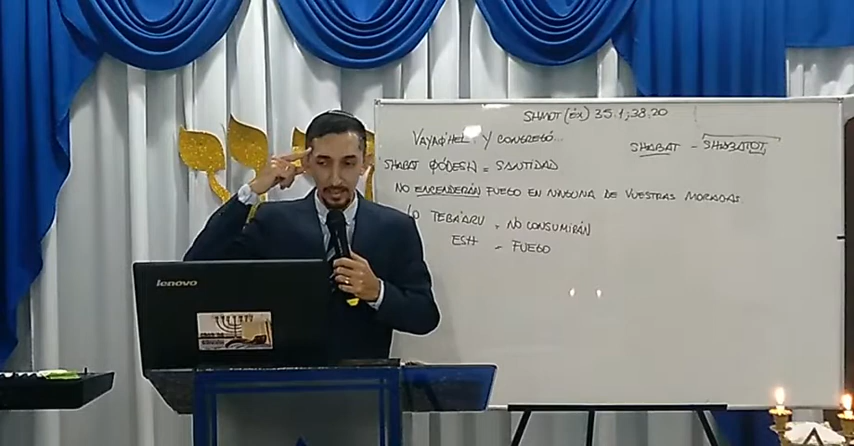 SHMOT (ÉX) 35.1; 38.20
VAYAQ'HEL: Y CONGREGÓ...
SHABAT - SHABATOT
SHABAT QÓDESH = SANTIDAD
NO ENCENDERÁN FUEGO EN NINGUNA DE VUESTRAS MORADAS.
LO TEBA'ARU = NO CONSUMIRÁN
ESH - FUEGO
lenovo